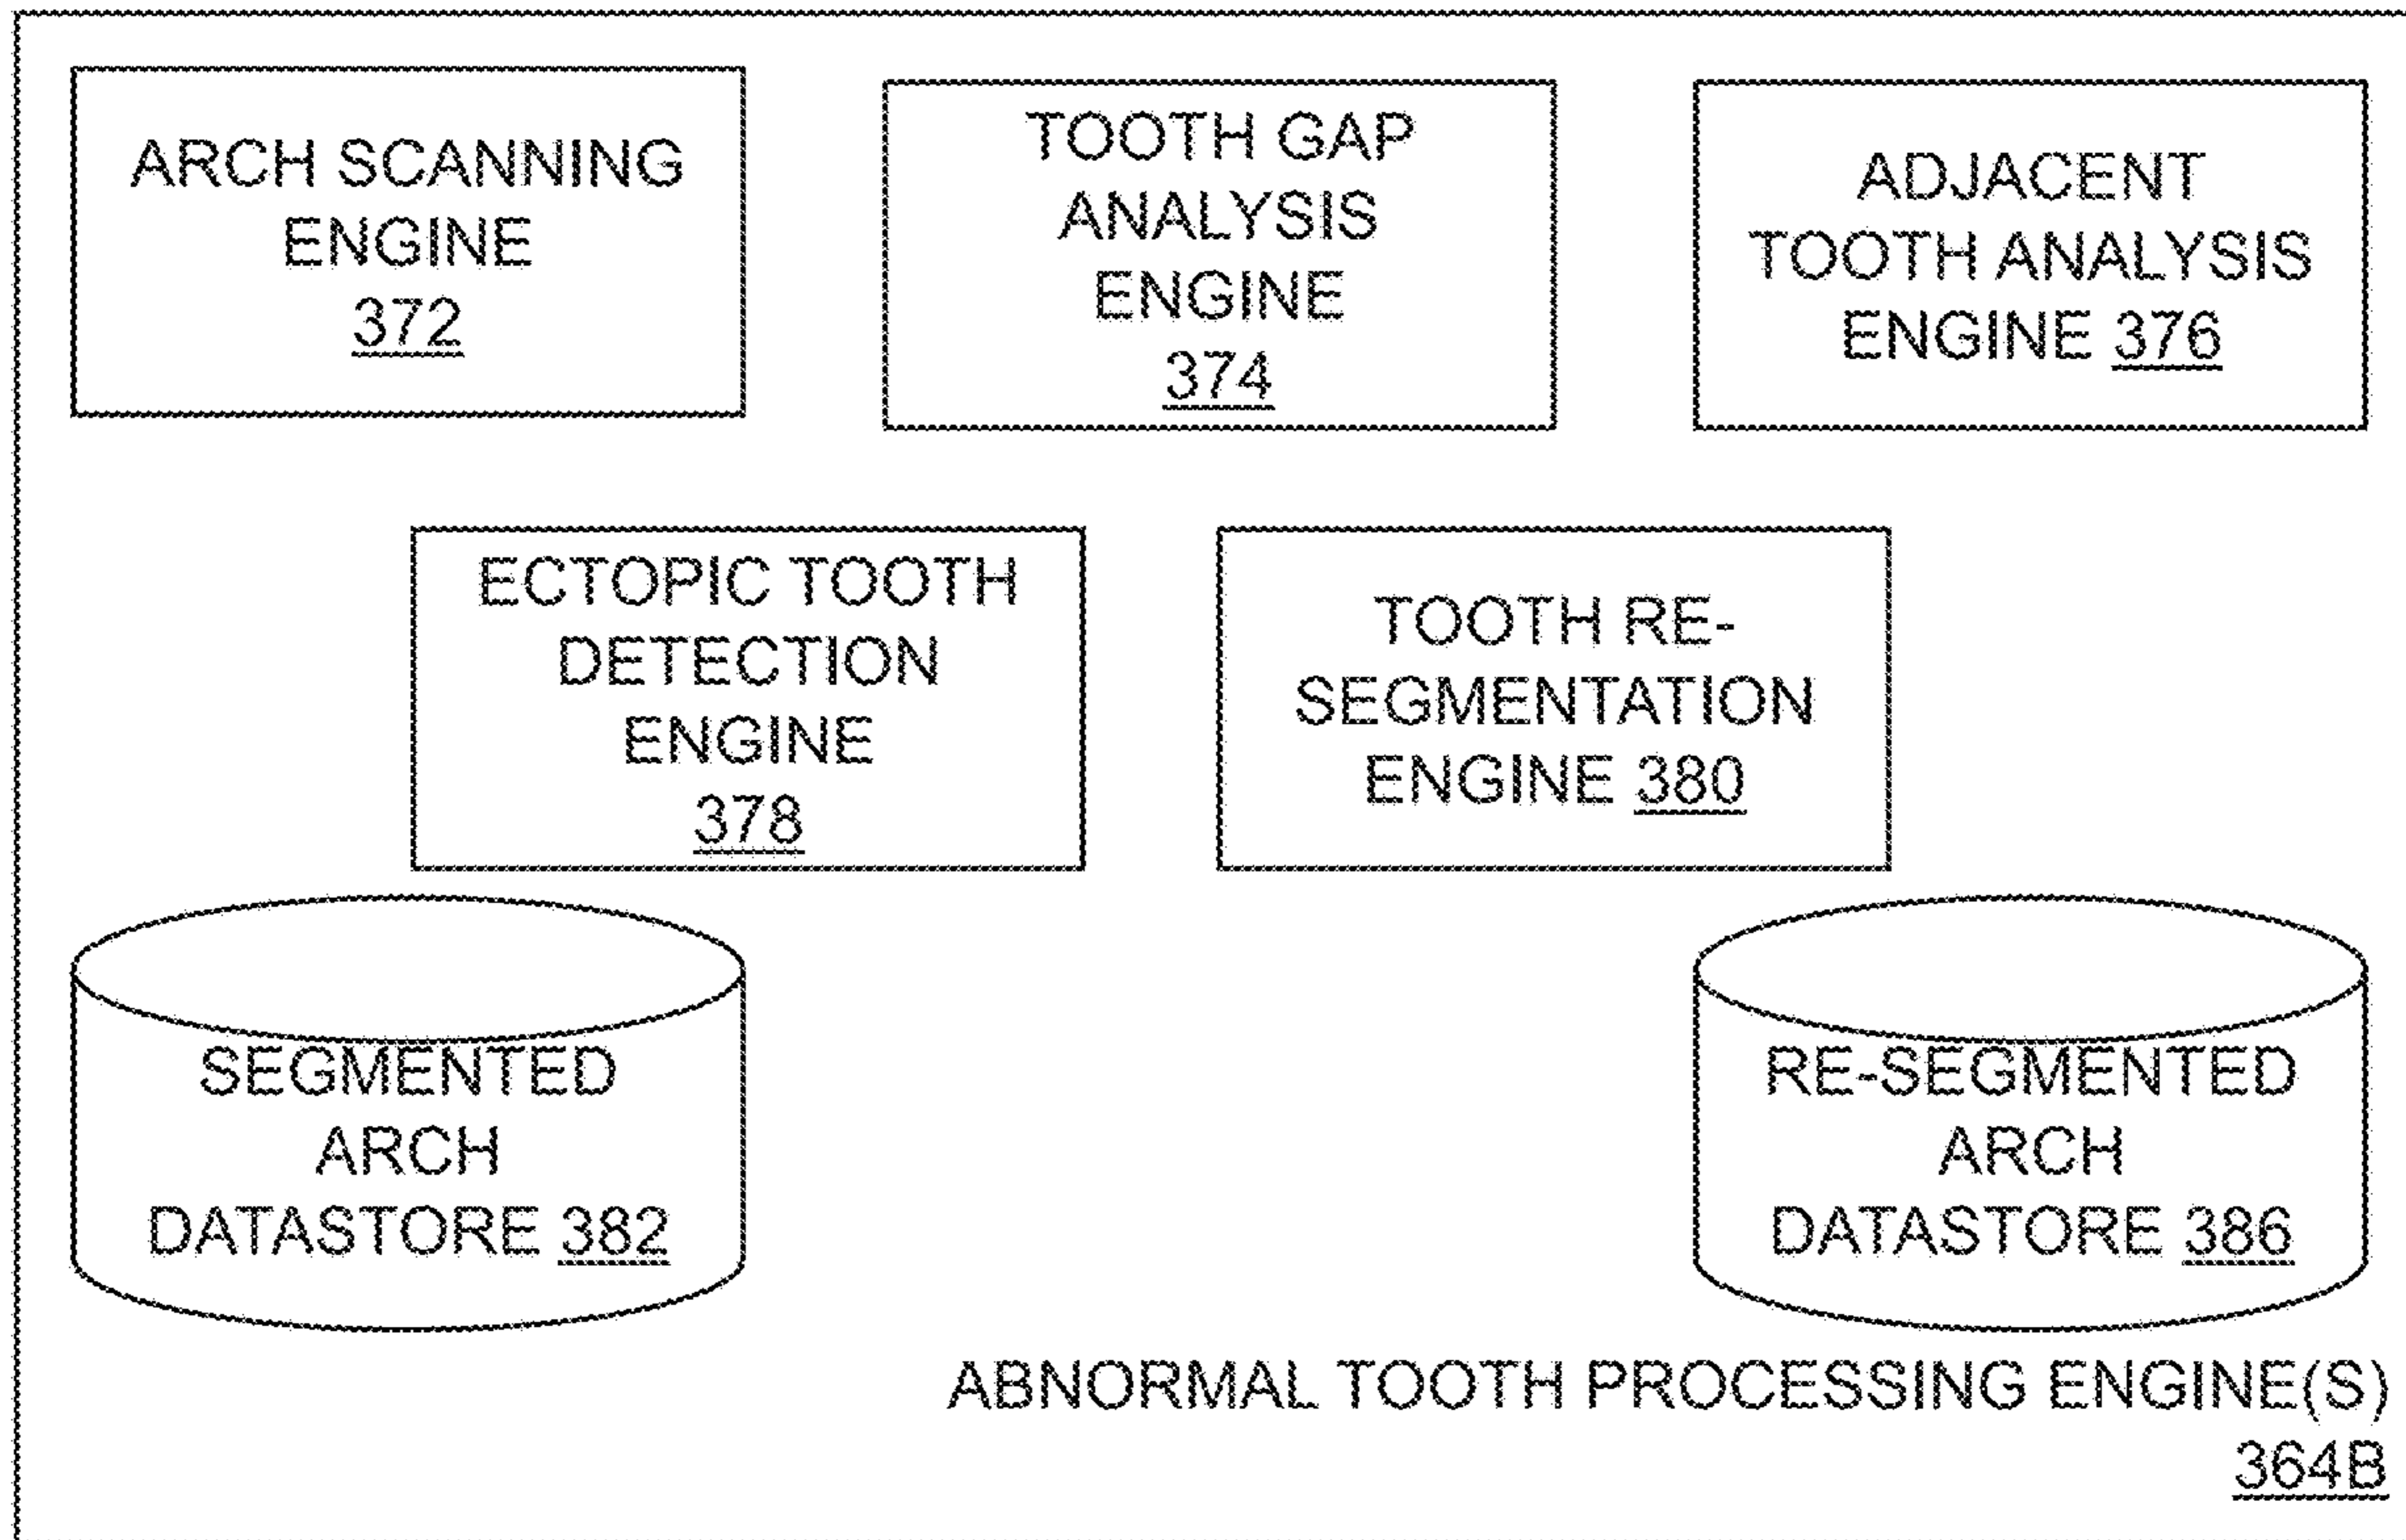 ARCH SCANNING
ENGINE
372
TOOTH GAP
ANALYSIS
ENGINE
374
ADJACENT
TOOTH ANALYSIS
ENGINE 376
ECTOPIC TOOTH
DETECTION
ENGINE
378
TOOTH RE-
SEGMENTATION
ENGINE 380
SEGMENTED
ARCH
DATASTORE 382
RE-SEGMENTED
ARCH
DATASTORE 386
ABNORMAL TOOTH PROCESSING ENGINE(S)
364B